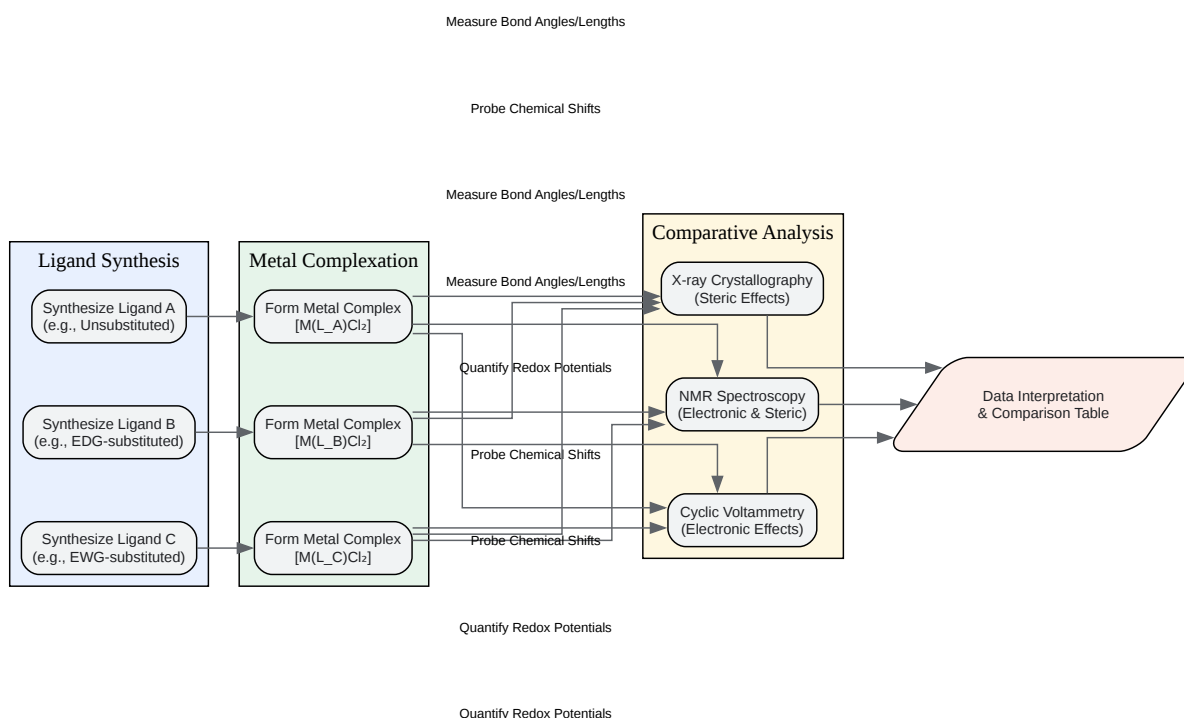 Measure Bond Angles/Lengths
Probe Chemical Shifts
Measure Bond Angles/Lengths
Ligand Synthesis
Synthesize Ligand A
(e.g., Unsubstituted)
Synthesize Ligand B
(e.g., EDG-substituted)
Synthesize Ligand C
(e.g., EWG-substituted)
Metal Complexation
Form Metal Complex
[M(L_A)Cl₂]
Form Metal Complex
[M(L_B)Cl₂]
Form Metal Complex
[M(L_C)Cl₂]
Measure Bond Angles/Lengths
Quantify Redox Potentials
Probe Chemical Shifts
Probe Chemical Shifts
Comparative Analysis
X-ray Crystallography
(Steric Effects)
NMR Spectroscopy
(Electronic & Steric)
Cyclic Voltammetry
(Electronic Effects)
Data Interpretation
& Comparison Table
Quantify Redox Potentials
Quantify Redox Potentials